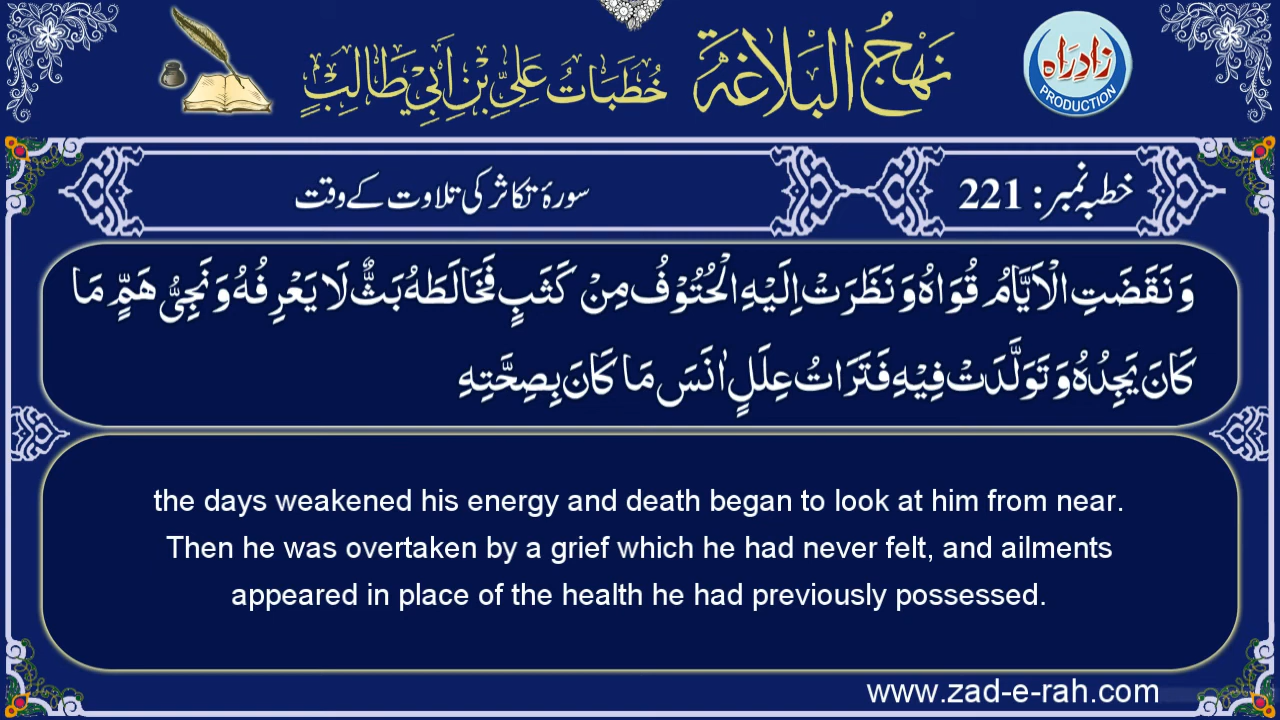 نَهْجُ الْبَلَاغَة خُطَبَاتُ عَلِیِّ بْنِ اَبِیْ طَالِبٍ
زادِرَاہ
PRODUCTION
خطبہ نمبر: 221
سورۂ تکاثر کی تلاوت کے وقت
وَ نَقَضَتِ الْاَیَّامُ قُوَاهُ وَ نَظَرَتْ اِلَیْهِ الْحُتُوْفُ مِنْ کَثَبٍ فَخَالَطَهٗ بَثٌّ لَا یَعْرِفُهٗ وَ نَجِیُّ هَمٍّ مَا
کَانَ یَجِدُهٗ وَ تَوَلَّدَتْ فِیْهِ فَتَرَاتُ عِلَلٍ اٰنَسَ مَا کَانَ بِصِحَّتِهٖ
the days weakened his energy and death began to look at him from near.
Then he was overtaken by a grief which he had never felt, and ailments
appeared in place of the health he had previously possessed.
www.zad-e-rah.com